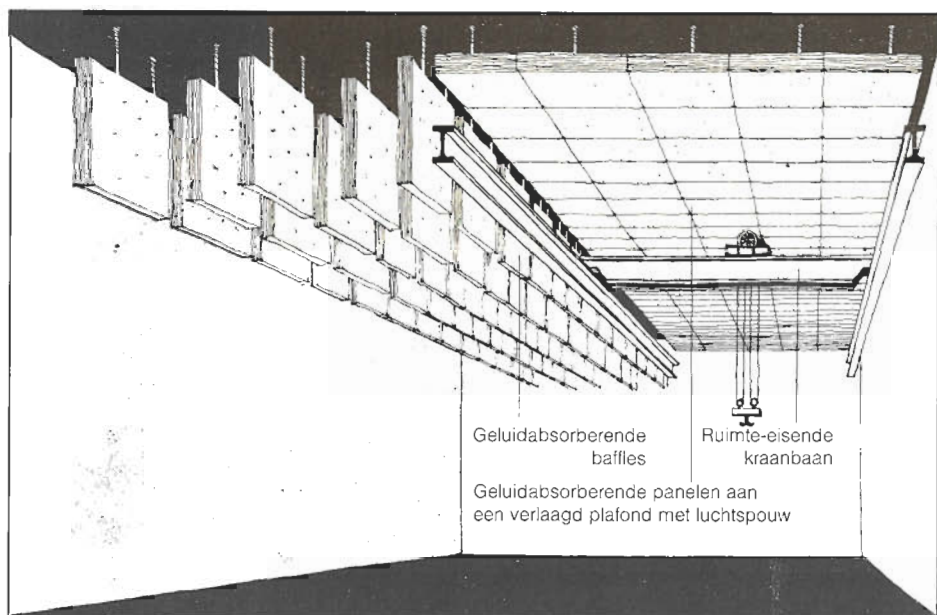 Geluidabsorberende
baffles
Ruimte-eisende
kraanbaan
Geluidabsorberende panelen aan
een verlaagd plafond met luchtspouw